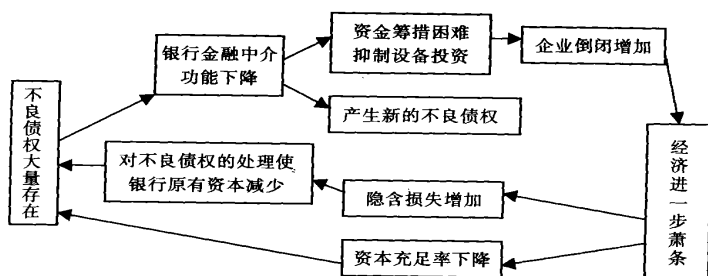 资金筹措困难
抑制设备投资
企业倒闭增加
银行金融中介
功能下降
产生新的不良债权
不良债权大量存在
对不良债权的处理使
银行原有资本减少
隐含损失增加
经济进一步萧条
资本充足率下降